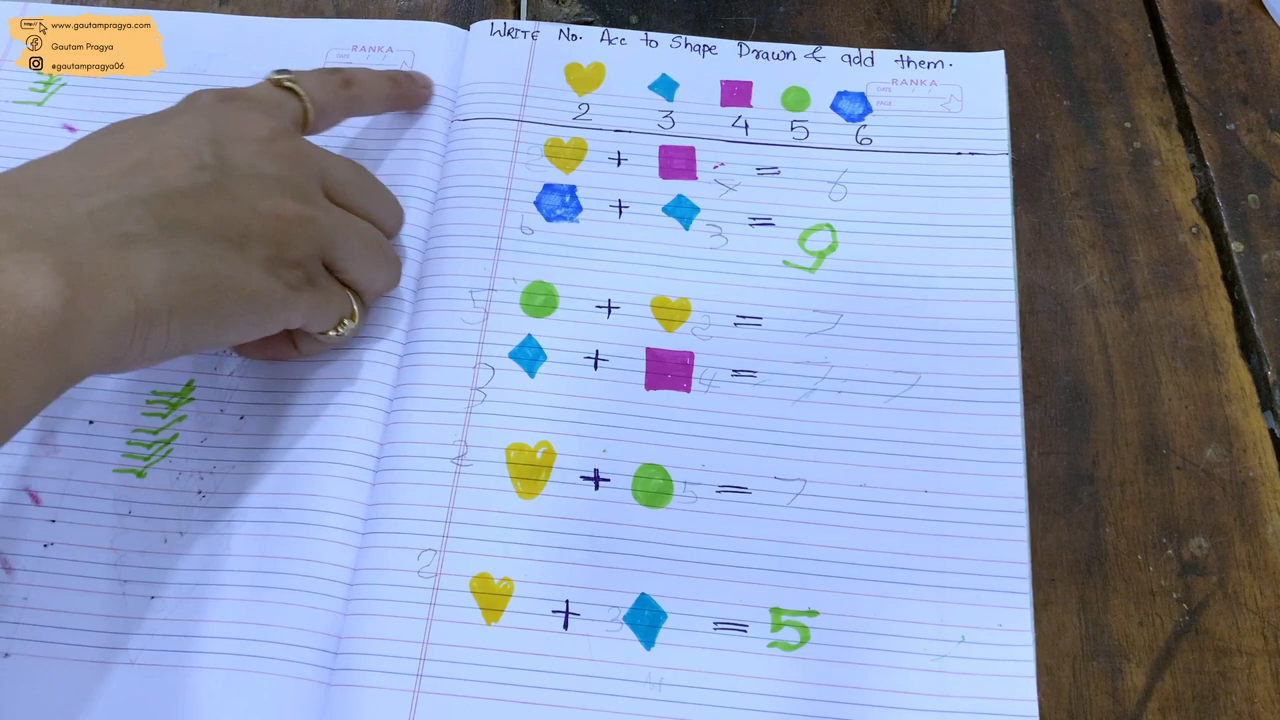 www.gautampragya.com
Gautam Pragya
@gautampragya06
RANKA
DATE
WRITE No. Acc to Shape Drawn & add them.
RANKA
DATE / /
PAGE
2 3 4 5 6
2 + = 6
+ =
6 3 9
5 + 2 = 7
+ 4 = 7
3
2 + 5 = 7
2
+ 3 = 5